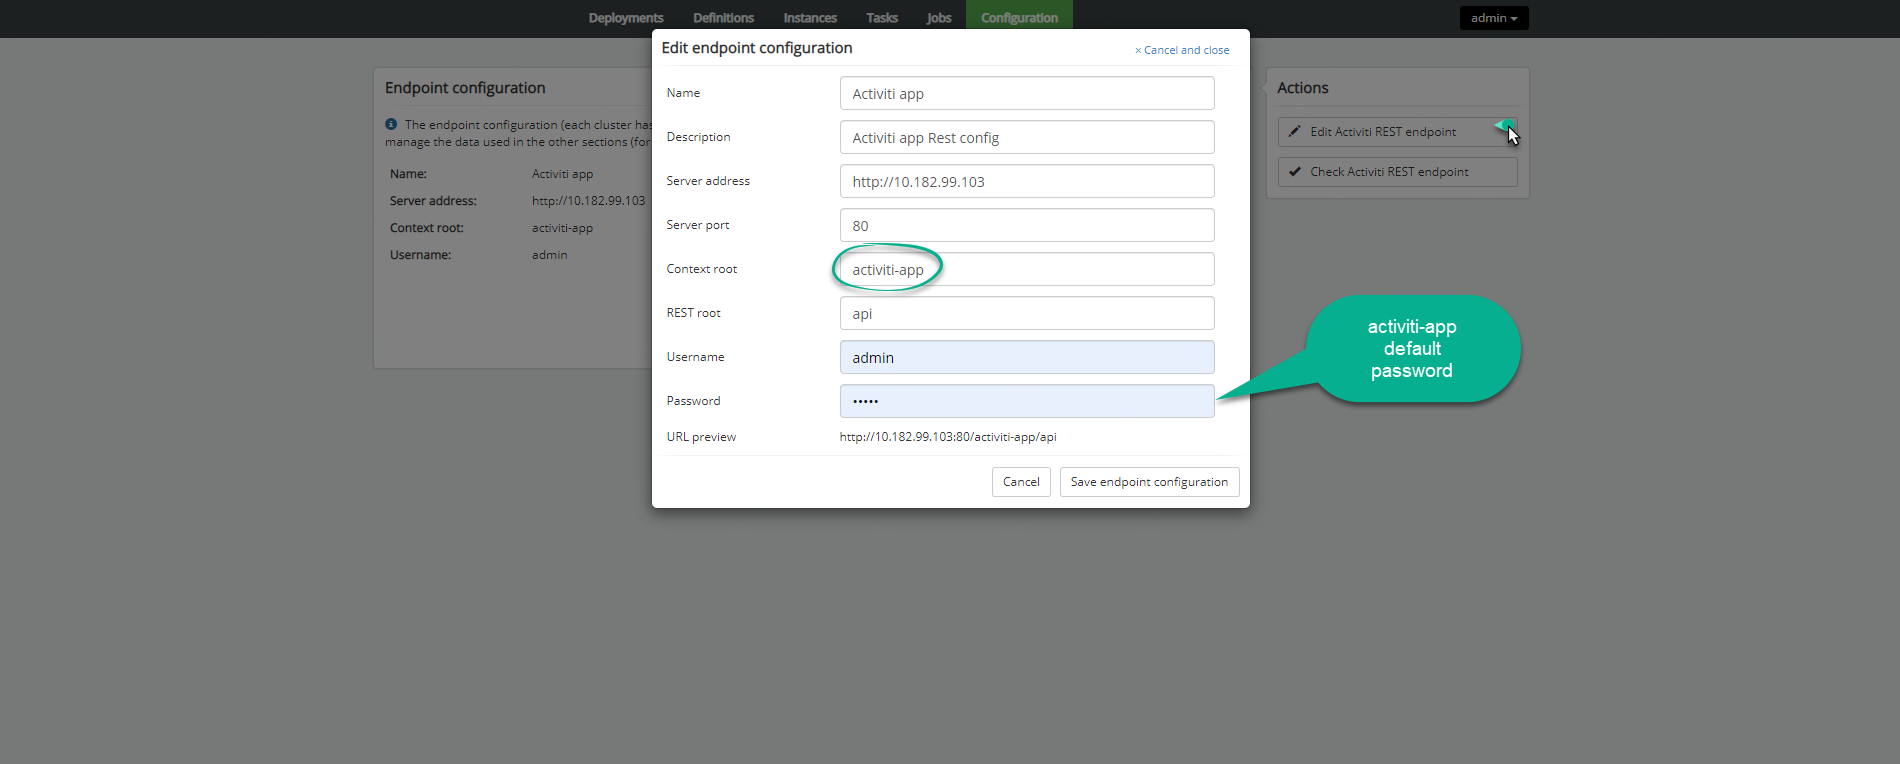 Deployments Definitions Instances Tasks Jobs Configuration admin
Edit endpoint configuration
× Cancel and close
Name Activiti app
Description Activiti app Rest config
Server address http://10.182.99.103
Server port 80
Context root activiti-app
REST root api
Username admin
Password •••••
URL preview http://10.182.99.103:80/activiti-app/api
Cancel Save endpoint configuration
Endpoint configuration
The endpoint configuration (each cluster has
manage the data used in the other sections (for
Name: Activiti app
Server address: http://10.182.99.103
Context root: activiti-app
Username: admin
Actions
Edit Activiti REST endpoint
Check Activiti REST endpoint
activiti-app
default
password